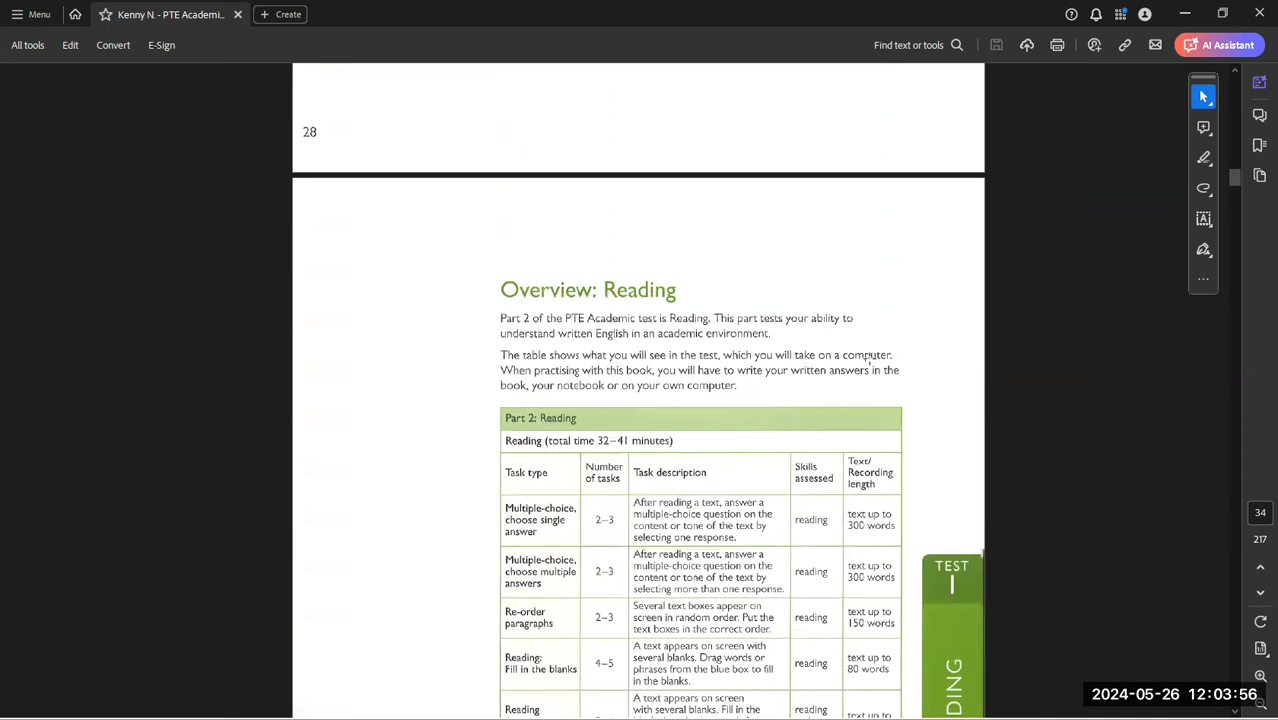 Menu
Kenny N. - PTE Academi...
Create
All tools
Edit
Convert
E-Sign
Find text or tools
AI Assistant
28
Overview: Reading
Part 2 of the PTE Academic test is Reading. This part tests your ability to
understand written English in an academic environment.
The table shows what you will see in the test, which you will take on a computer.
When practising with this book, you will have to write your written answers in the
book, your notebook or on your own computer.
Part 2: Reading
Reading (total time 32–41 minutes)
Task type
Number
of tasks
Task description
Skills
assessed
Text/
Recording
length
Multiple-choice,
choose single
answer
2–3
After reading a text, answer a
multiple-choice question on the
content or tone of the text by
selecting one response.
reading
text up to
300 words
Multiple-choice,
choose multiple
answers
2–3
After reading a text, answer a
multiple-choice question on the
content or tone of the text by
selecting more than one response.
reading
text up to
300 words
Re-order
paragraphs
2–3
Several text boxes appear on
screen in random order. Put the
text boxes in the correct order.
reading
text up to
150 words
Reading:
Fill in the blanks
4–5
A text appears on screen with
several blanks. Drag words or
phrases from the blue box to fill
in the blanks.
reading
text up to
80 words
Reading
A text appears on screen
with several blanks. Fill in the
reading
text up to
TEST
1
34
217
2024-05-26 12:03:56